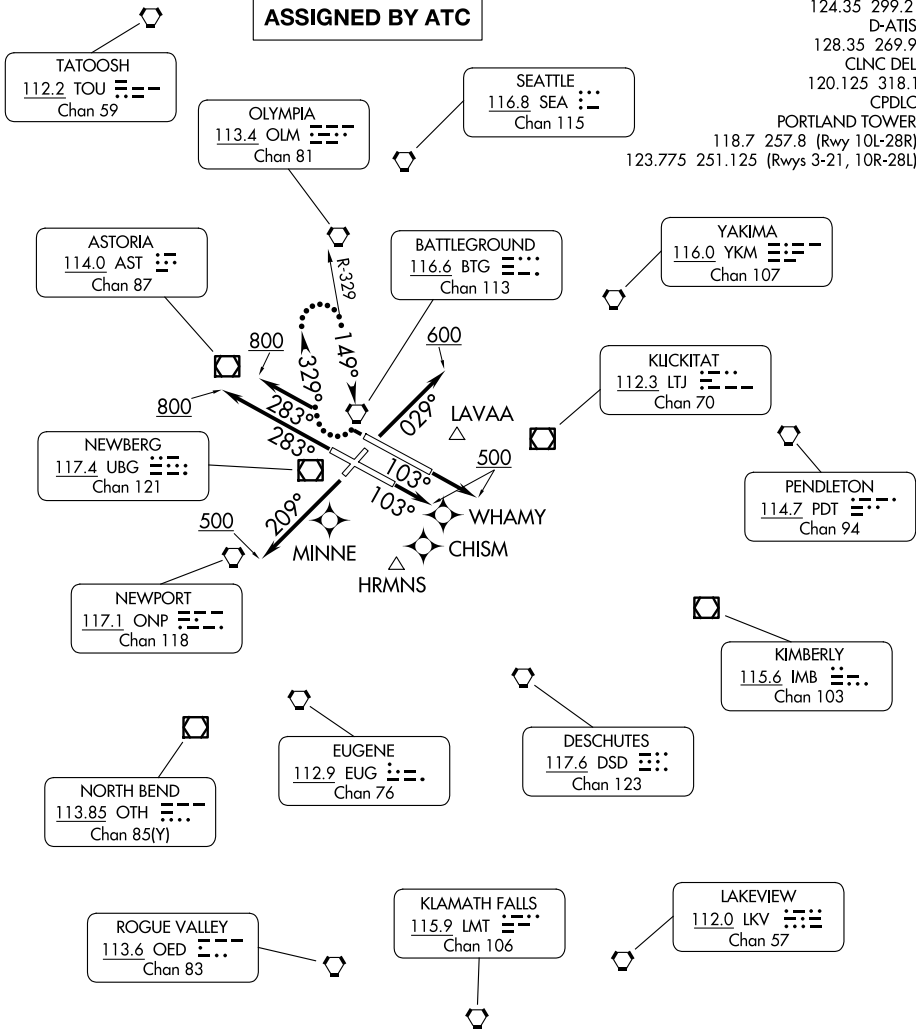 ASSIGNED BY ATC
124.35 299.2
D-ATIS
128.35 269.9
CLNC DEL
120.125 318.1
CPDLC
PORTLAND TOWER
118.7 257.8 (Rwy 10L-28R)
123.775 251.125 (Rwys 3-21, 10R-28L)
TATOOSH
112.2 TOU
Chan 59
OLYMPIA
113.4 OLM
Chan 81
SEATTLE
116.8 SEA
Chan 115
ASTORIA
114.0 AST
Chan 87
BATTLEGROUND
116.6 BTG
Chan 113
YAKIMA
116.0 YKM
Chan 107
R-329
149°
329°
800
800
283°
283°
600
029°
LAVAA
KLICKITAT
112.3 LTJ
Chan 70
NEWBERG
117.4 UBG
Chan 121
103°
103°
500
WHAMY
CHISM
HRMNS
MINNE
209°
500
PENDLETON
114.7 PDT
Chan 94
NEWPORT
117.1 ONP
Chan 118
KIMBERLY
115.6 IMB
Chan 103
EUGENE
112.9 EUG
Chan 76
DESCHUTES
117.6 DSD
Chan 123
NORTH BEND
113.85 OTH
Chan 85(Y)
ROGUE VALLEY
113.6 OED
Chan 83
KLAMATH FALLS
115.9 LMT
Chan 106
LAKEVIEW
112.0 LKV
Chan 57